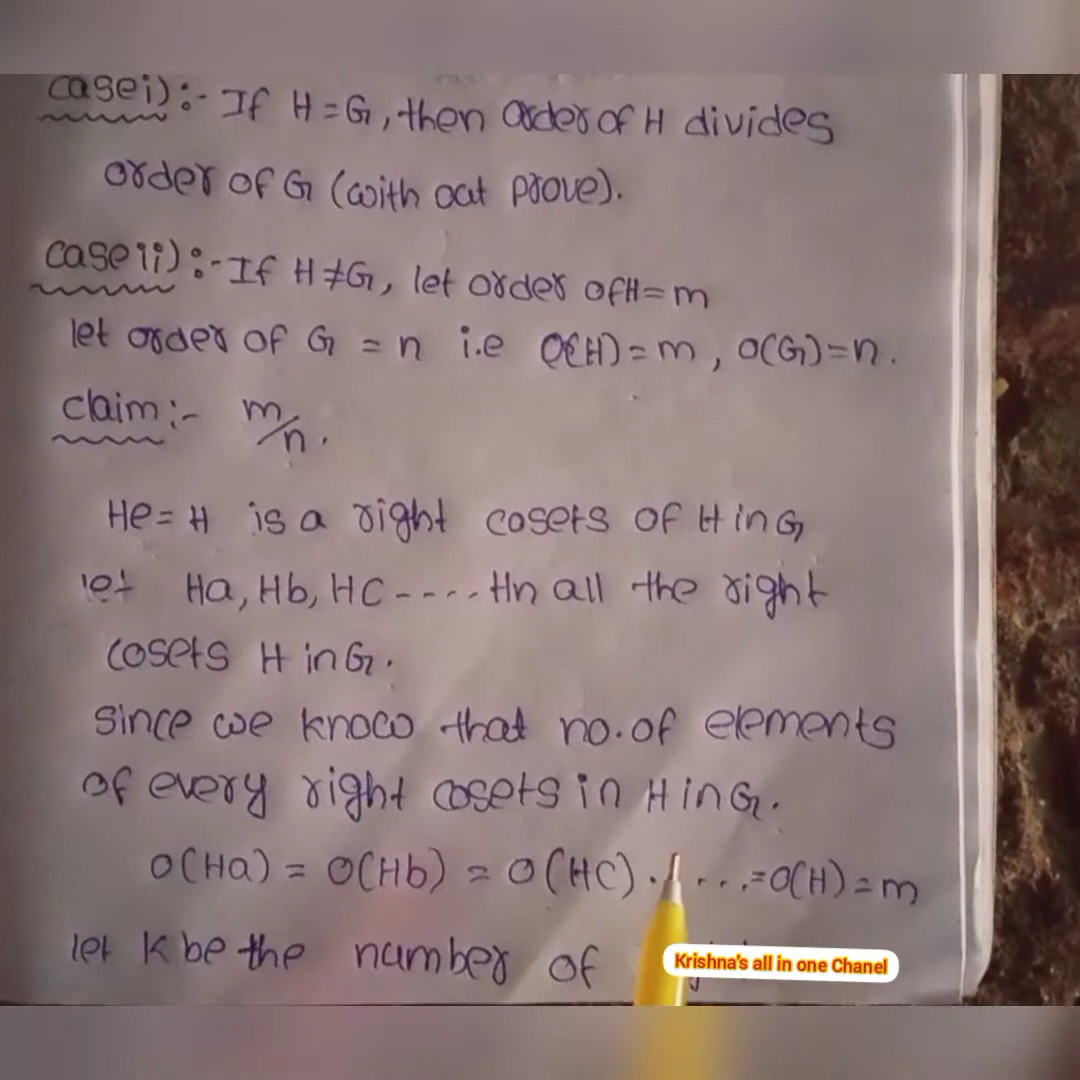 case i) :- If H = G, then order of H divides
order of G (with out prove).
case ii) :- If H ≠ G, let order of H = m
let order of G = n i.e O(H) = m, O(G) = n.
claim :- m/n.
He = H is a right cosets of H in G
let Ha, Hb, HC ---- Hn all the right
cosets H in G.
since we know that no. of elements
of every right cosets in H in G.
O(Ha) = O(Hb) = O(HC) . . . . . = O(H) = m
let K be the number of
Krishna's all in one Chanel